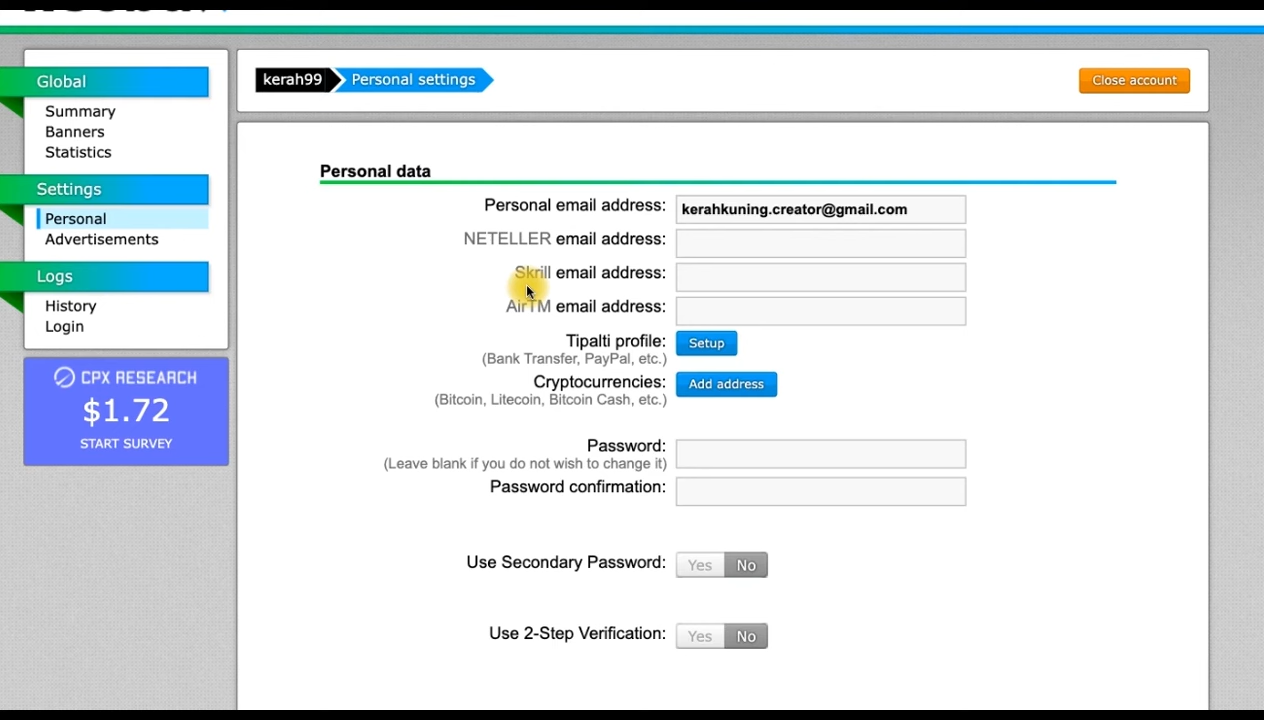 Global
Summary
Banners
Statistics
Settings
Personal
Advertisements
Logs
History
Login
CPX RESEARCH
$1.72
START SURVEY
kerah99 Personal settings
Close account
Personal data
Personal email address: kerahkuning.creator@gmail.com
NETELLER email address:
Skrill email address:
AirTM email address:
Tipalti profile: Setup
(Bank Transfer, PayPal, etc.)
Cryptocurrencies: Add address
(Bitcoin, Litecoin, Bitcoin Cash, etc.)
Password:
(Leave blank if you do not wish to change it)
Password confirmation:
Use Secondary Password: Yes No
Use 2-Step Verification: Yes No